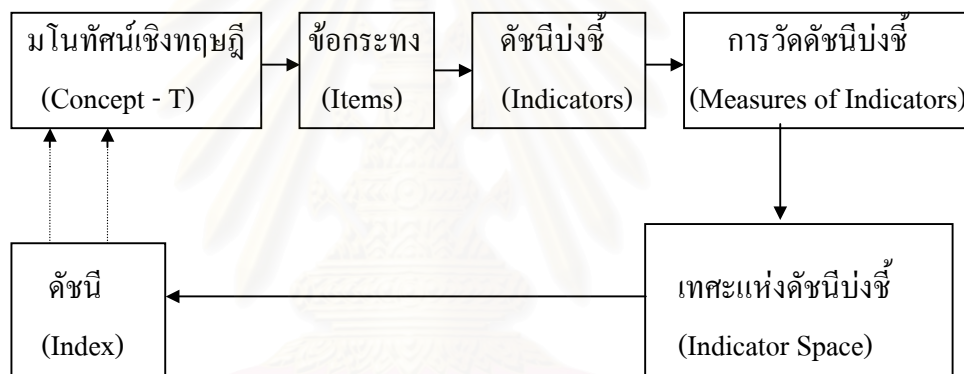 มโนทัศน์เชิงทฤษฎี
(Concept - T)
ข้อกระทง
(Items)
ดัชนีบ่งชี้
(Indicators)
การวัดดัชนีบ่งชี้
(Measures of Indicators)
ดัชนี
(Index)
เทศะแห่งดัชนีบ่งชี้
(Indicator Space)